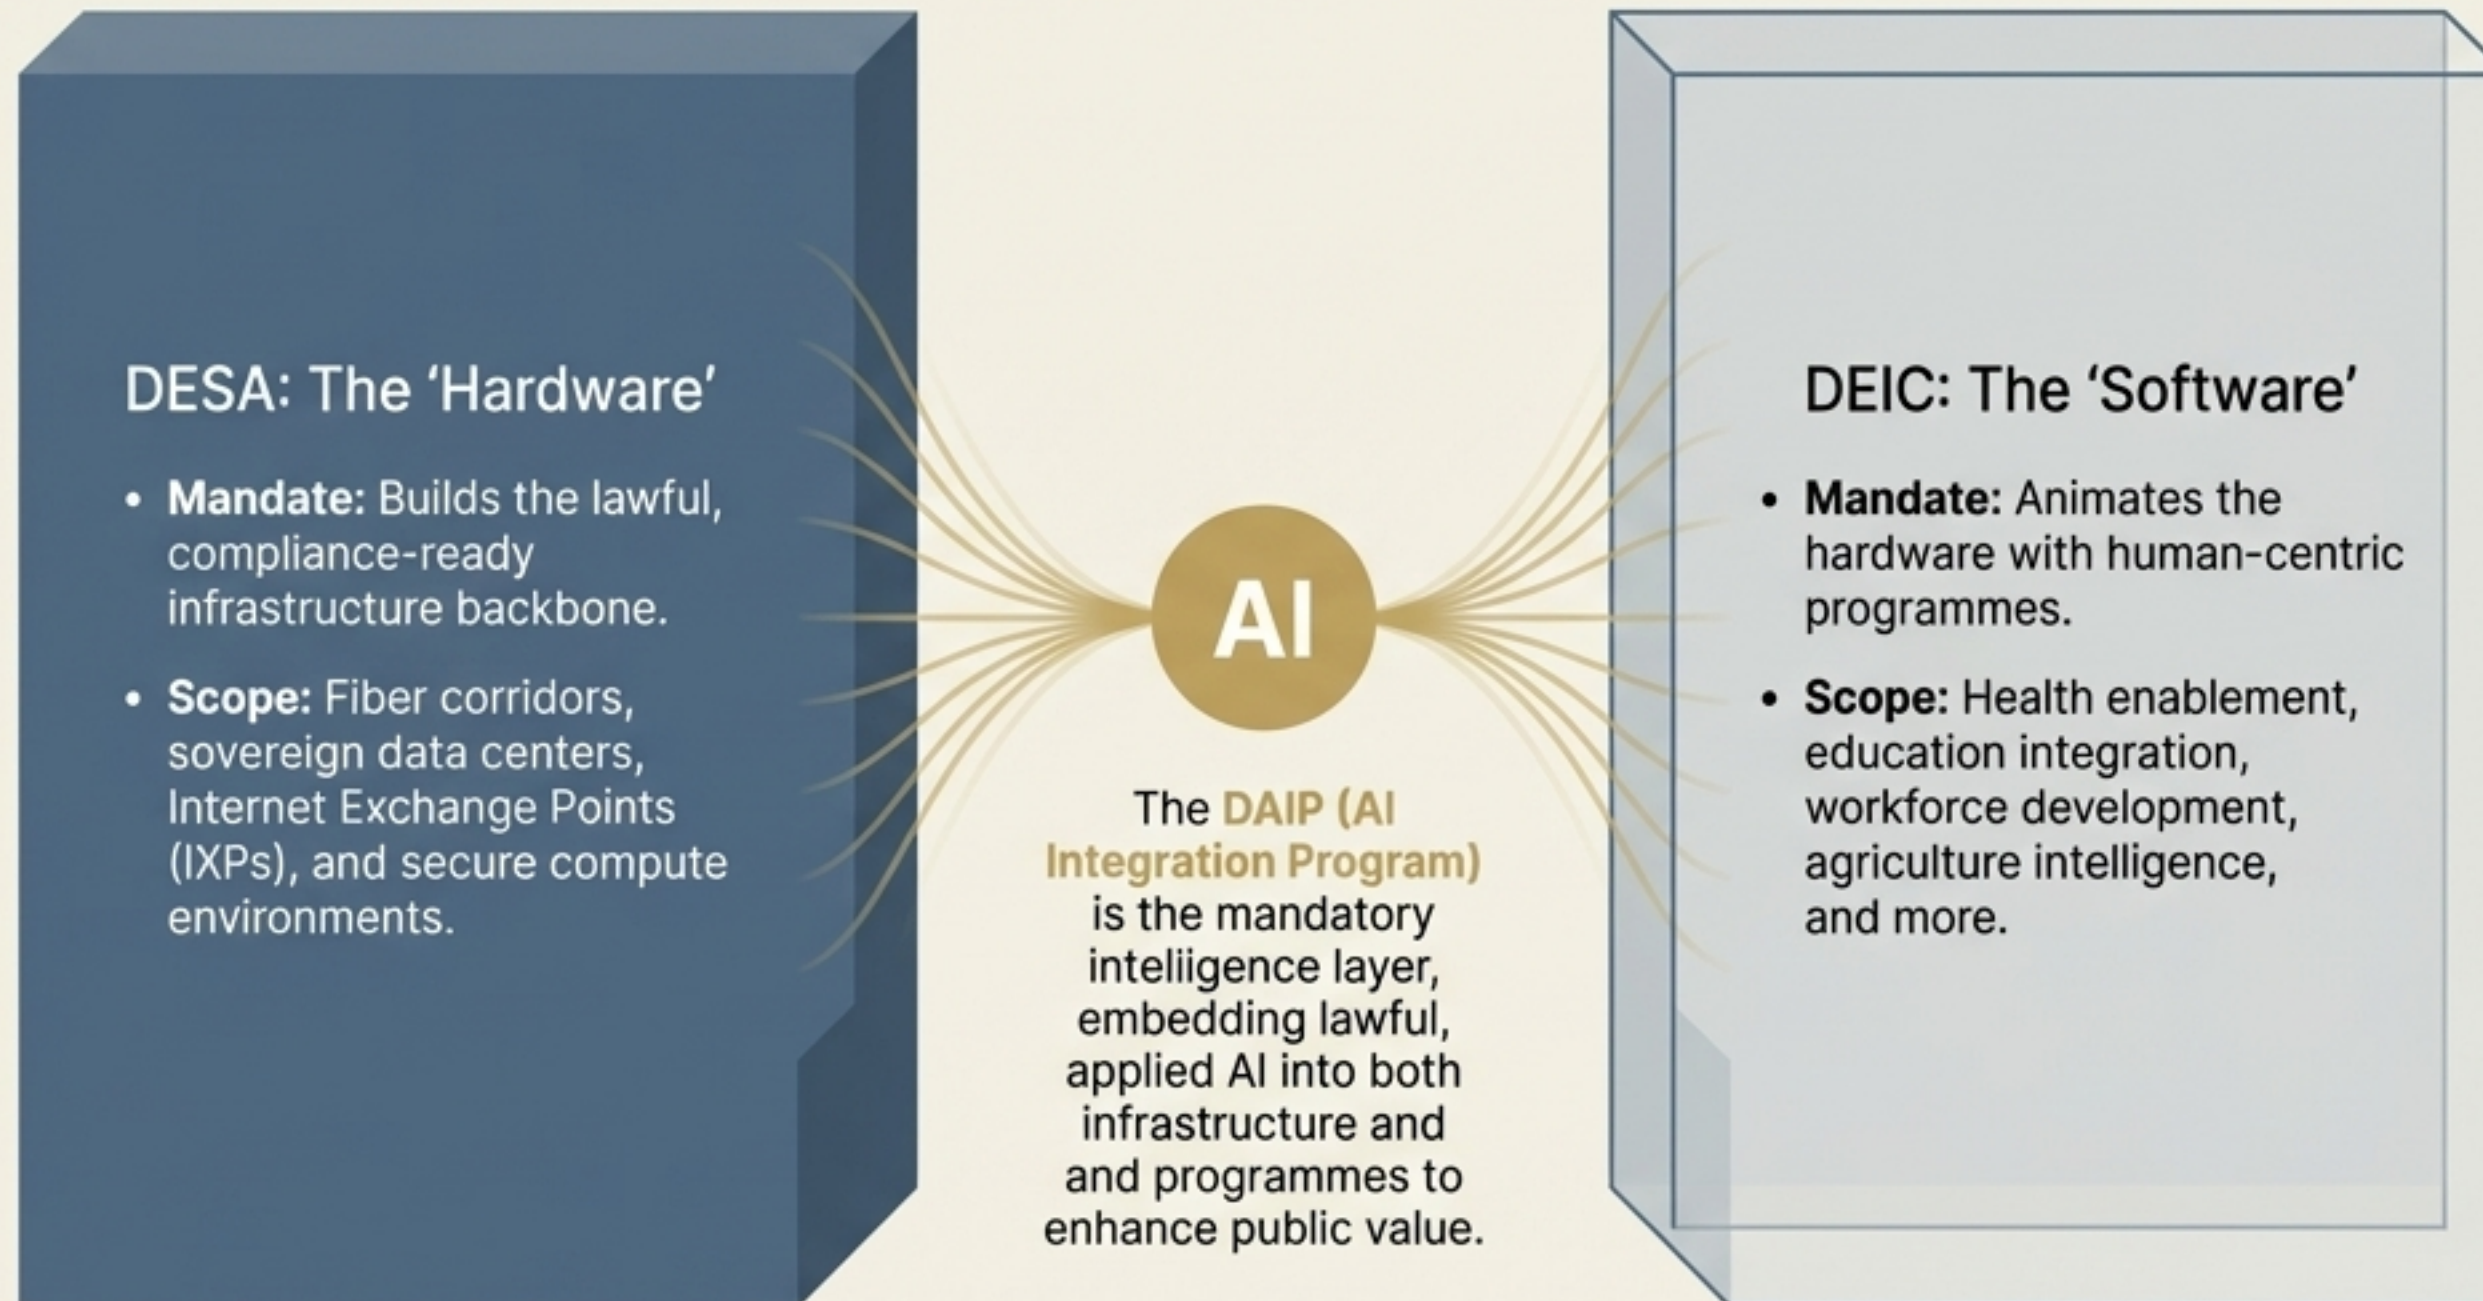 DESA: The ‘Hardware’
• Mandate: Builds the lawful,
compliance-ready
infrastructure backbone.
• Scope: Fiber corridors,
sovereign data centers,
Internet Exchange Points
(IXPs), and secure compute
environments.
AI
The DAIP (AI
Integration Program)
is the mandatory
inteliigence layer,
embedding lawful,
applied AI into both
infrastructure and
and programmes to
enhance public value.
DEIC: The ‘Software’
• Mandate: Animates the
hardware with human-centric
programmes.
• Scope: Health enablement,
education integration,
workforce development,
agriculture intelligence,
and more.